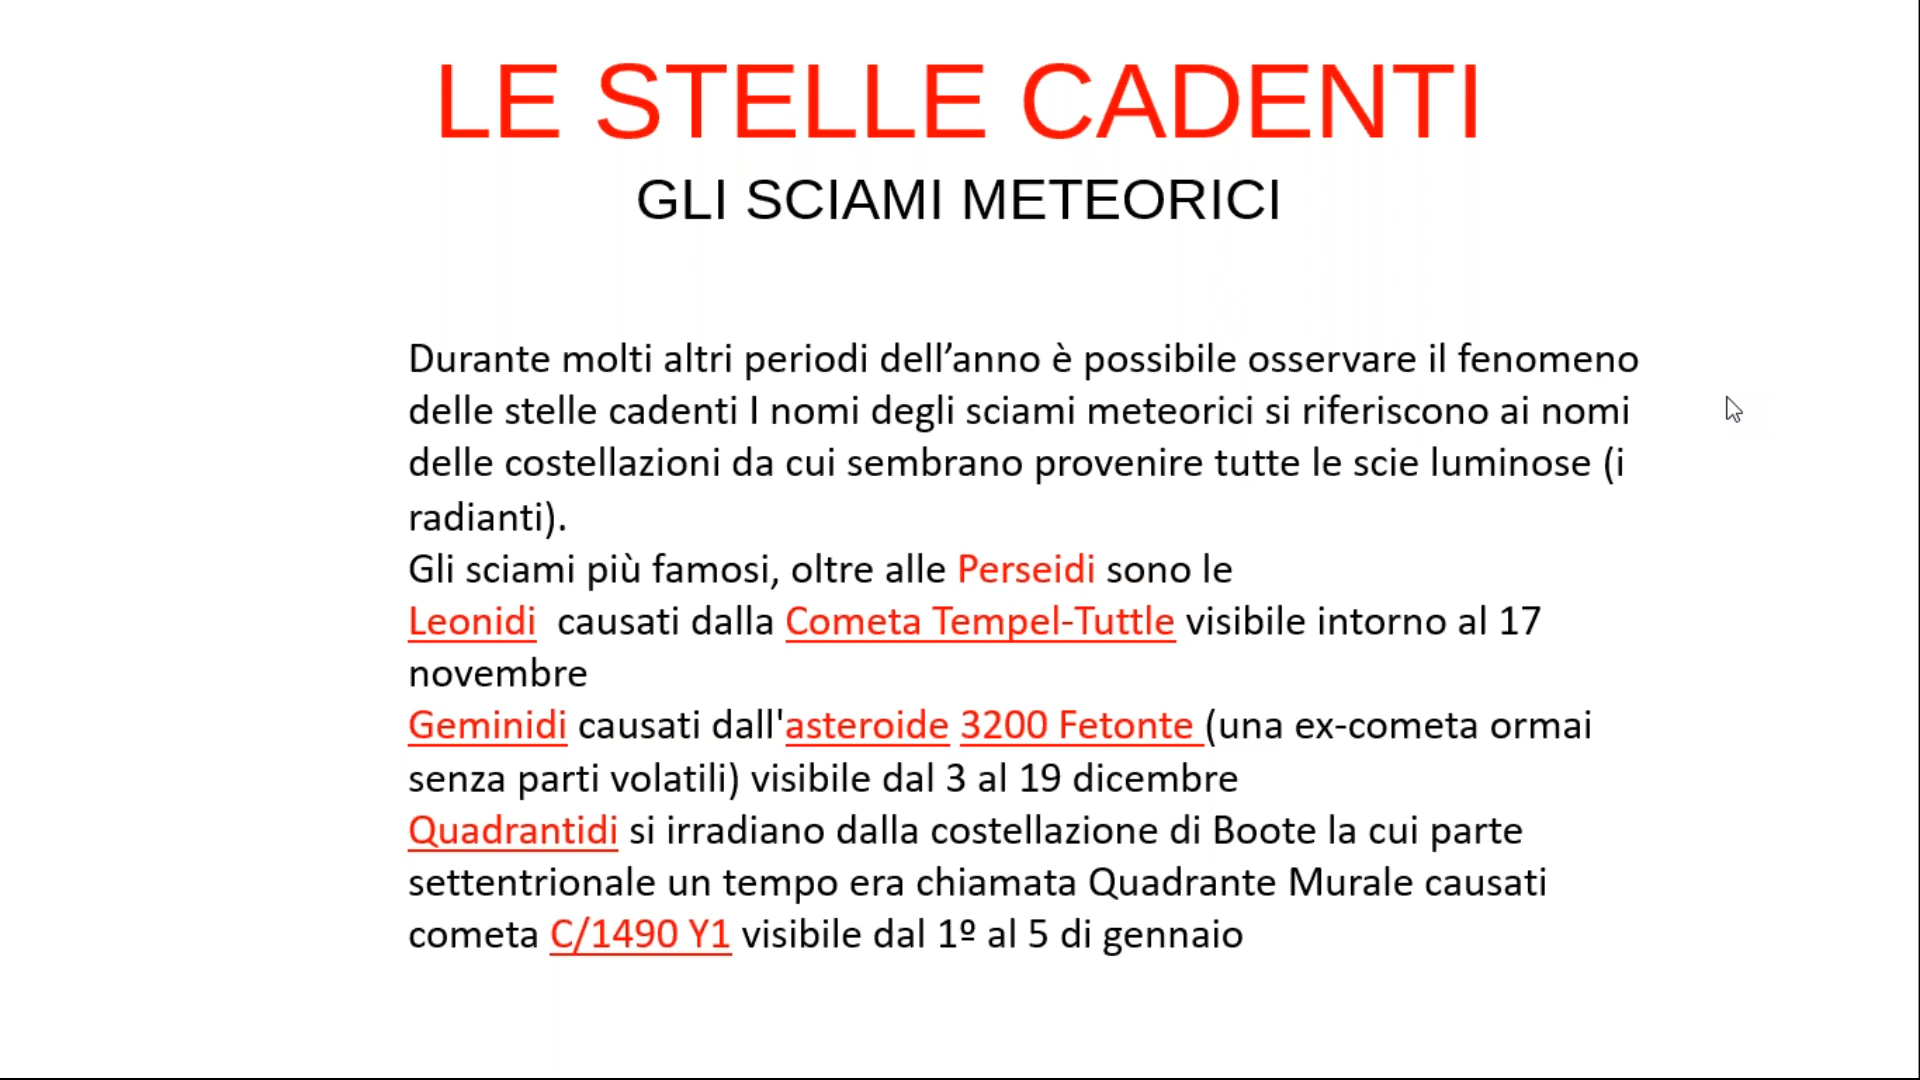 LE STELLE CADENTI
GLI SCIAMI METEORICI
Durante molti altri periodi dell’anno è possibile osservare il fenomeno
delle stelle cadenti I nomi degli sciami meteorici si riferiscono ai nomi
delle costellazioni da cui sembrano provenire tutte le scie luminose (i
radianti).
Gli sciami più famosi, oltre alle Perseidi sono le
Leonidi  causati dalla Cometa Tempel-Tuttle visibile intorno al 17
novembre
Geminidi causati dall'asteroide 3200 Fetonte (una ex-cometa ormai
senza parti volatili) visibile dal 3 al 19 dicembre
Quadrantidi si irradiano dalla costellazione di Boote la cui parte
settentrionale un tempo era chiamata Quadrante Murale causati
cometa C/1490 Y1 visibile dal 1º al 5 di gennaio